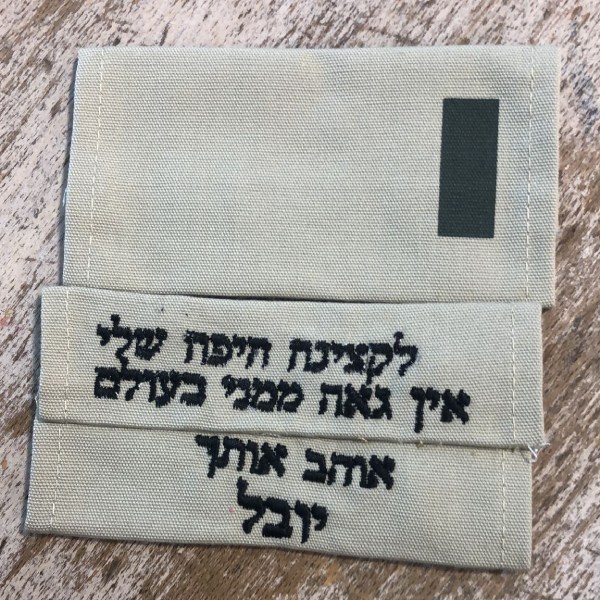 לקצינה היפה שלי
אין גאה ממני בעולם
אוהב אותך
יובל